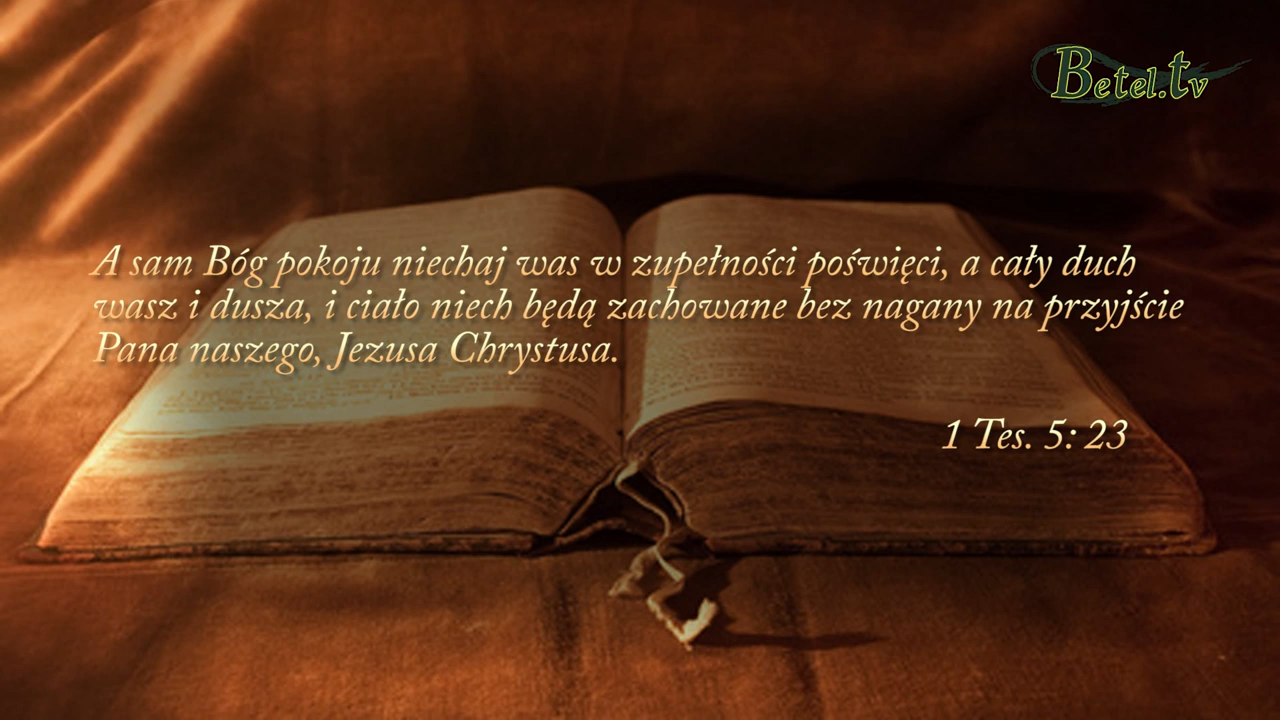 Betel.tv
A sam Bóg pokoju niechaj was w zupełności poświęci, a cały duch
wasz i dusza, i ciało niech będą zachowane bez nagany na przyjście
Pana naszego, Jezusa Chrystusa.
1 Tes. 5: 23